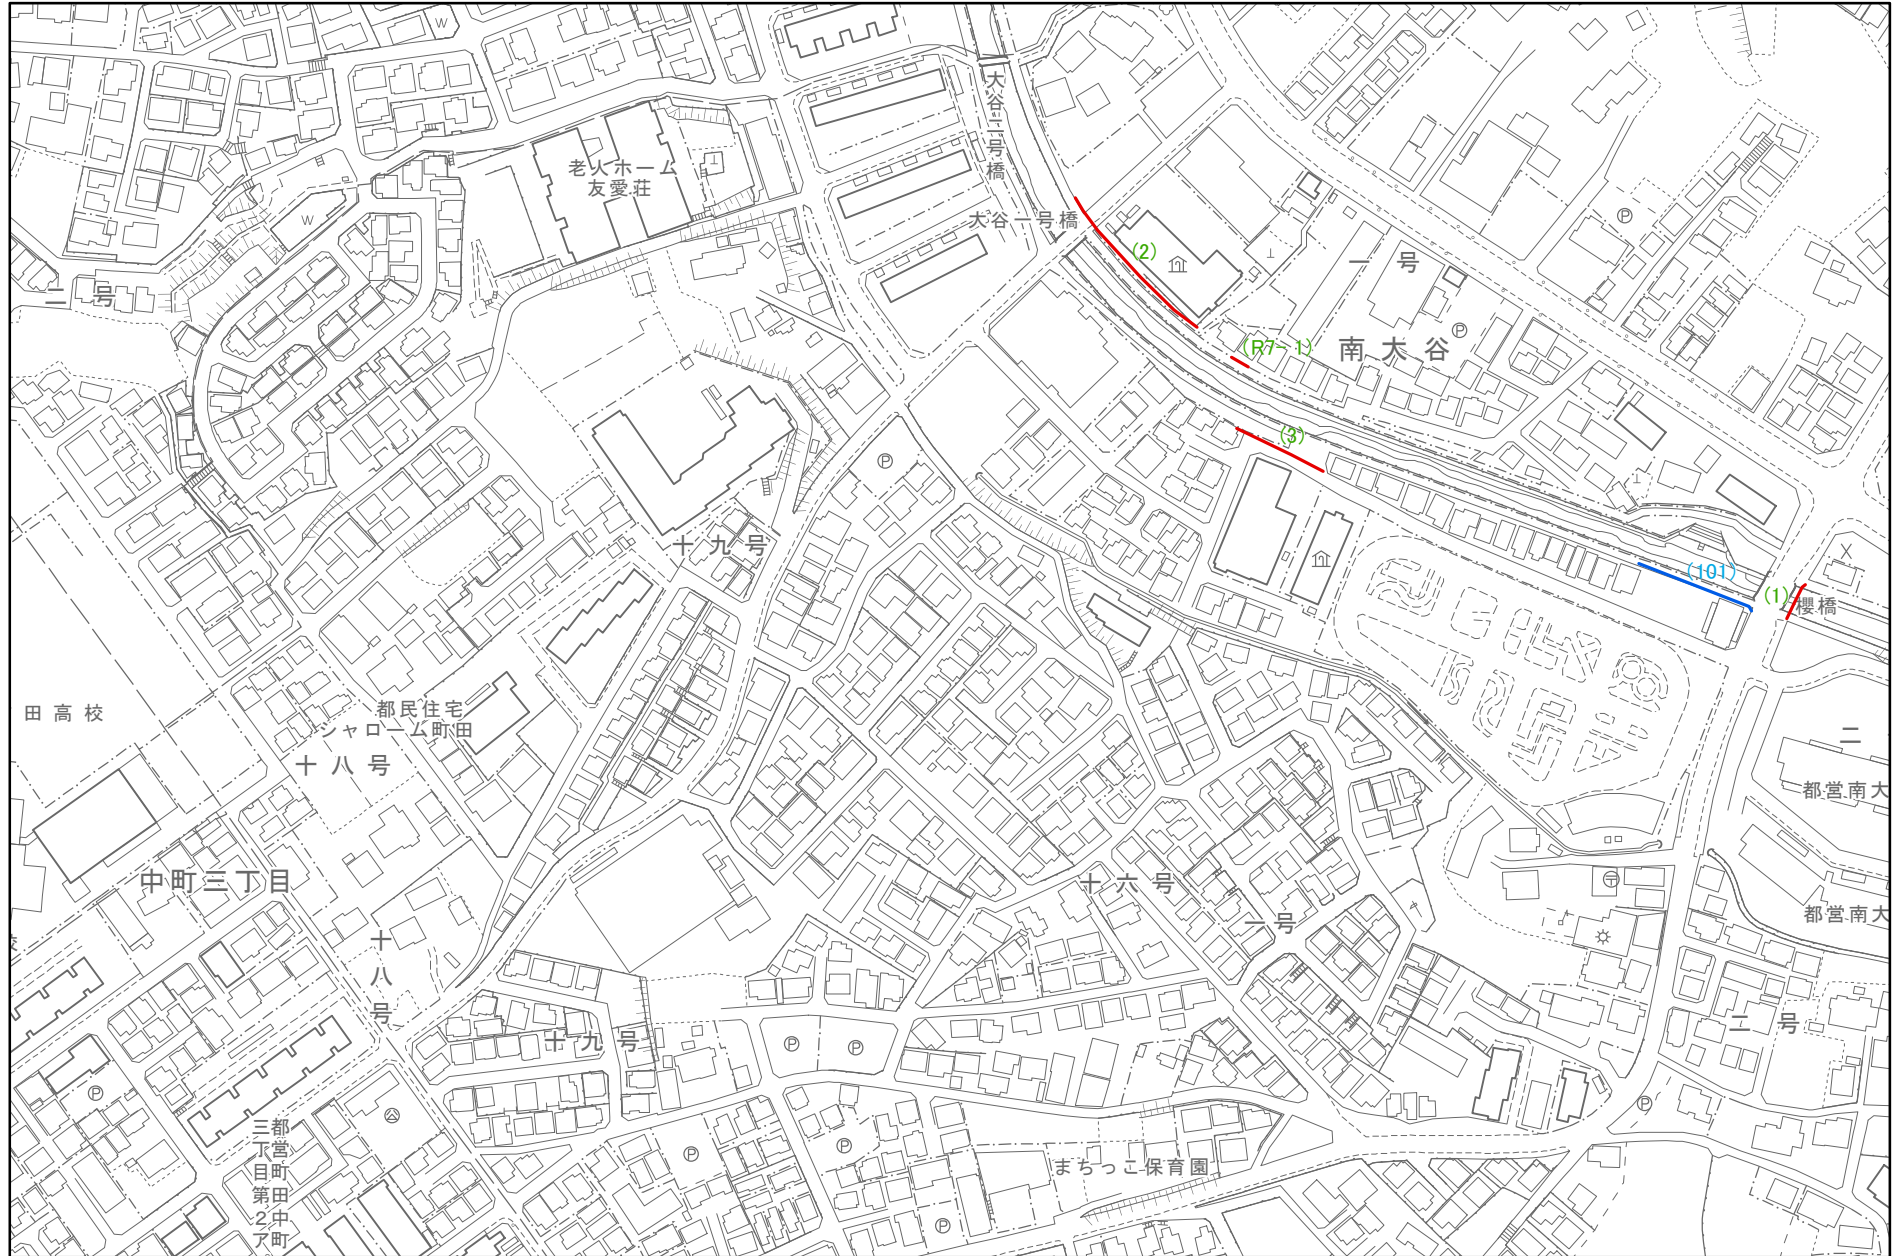 W
大谷二号橋
老人ホーム
友愛荘
W
大谷一号橋
(2)
一号
二号
(R7-1)
南大谷
(3)
十九号
(101)
(1)
櫻橋
田高校
都民住宅
シャローム町田
十八号
二
都営南大
中町三丁目
十六号
一号
都営南大
十八号
十九号
二号
都営町田中町
三丁目第2ア
まちっこ保育園
P
P
P
P
P
P
P
P
P
P